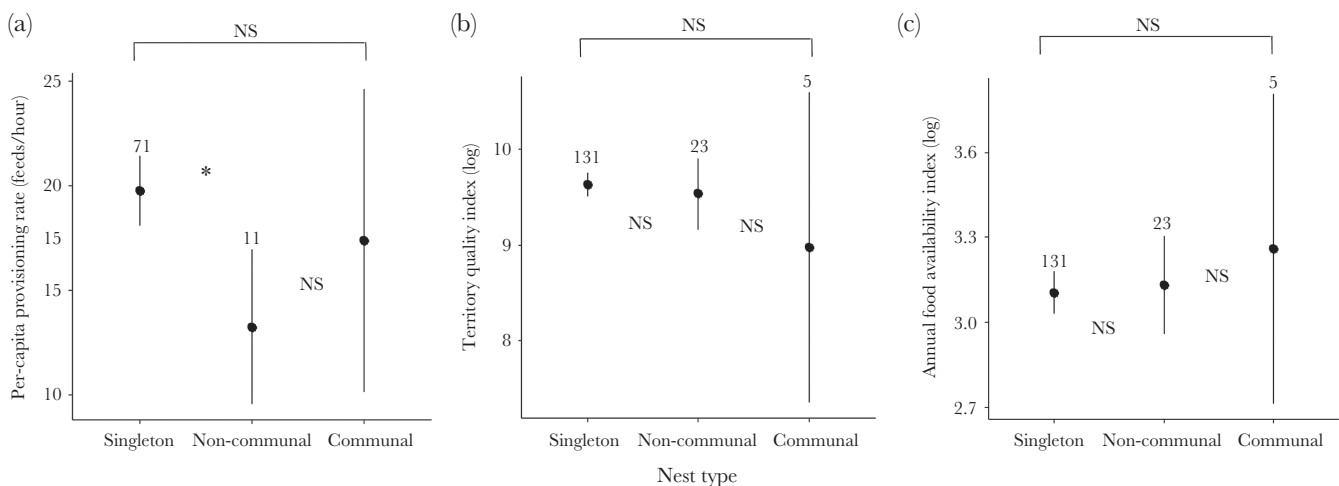 (a)
NS
Per-capita provisioning rate (feeds/hour)
25
20
15
15
10
71
*
11
NS
Singleton
Non-communal
Communal
(b)
NS
Territory quality index (log)
10
9
8
131
23
5
NS
NS
Singleton
Non-communal
Communal
Nest type
(c)
NS
Annual food availability index (log)
3.6
3.3
3.0
2.7
131
23
5
NS
NS
Singleton
Non-communal
Communal